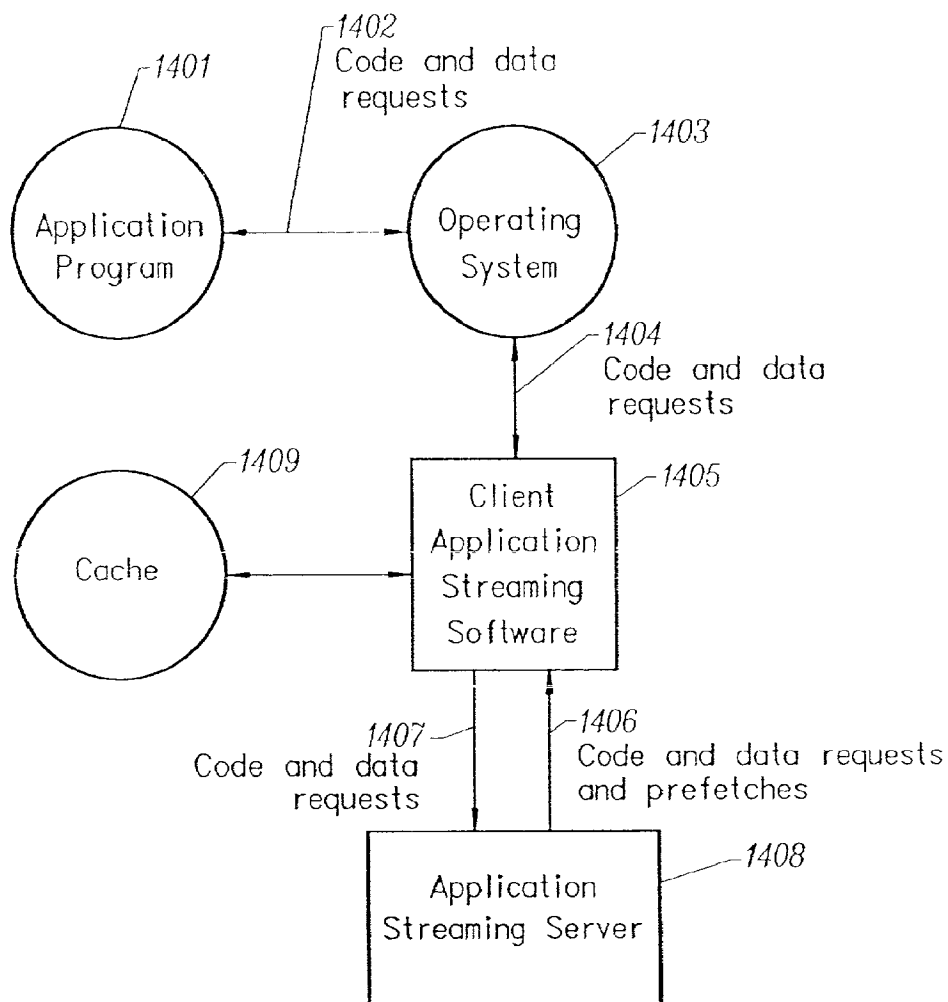 1402
Code and data
requests
1401
1403
Application
Program
Operating
System
1404
Code and data
requests
1409
1405
Cache
Client
Application
Streaming
Software
1407
Code and data
requests
1406
Code and data requests
and prefetches
1408
Application
Streaming Server